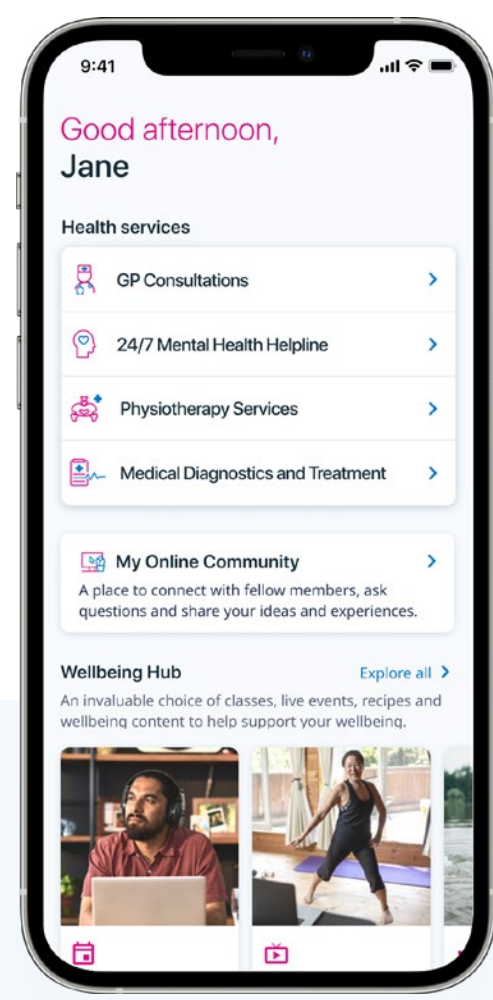 9:41
Good afternoon,
Jane
Health services
GP Consultations
24/7 Mental Health Helpline
Physiotherapy Services
Medical Diagnostics and Treatment
My Online Community
A place to connect with fellow members, ask
questions and share your ideas and experiences.
Wellbeing Hub
Explore all
An invaluable choice of classes, live events, recipes and
wellbeing content to help support your wellbeing.